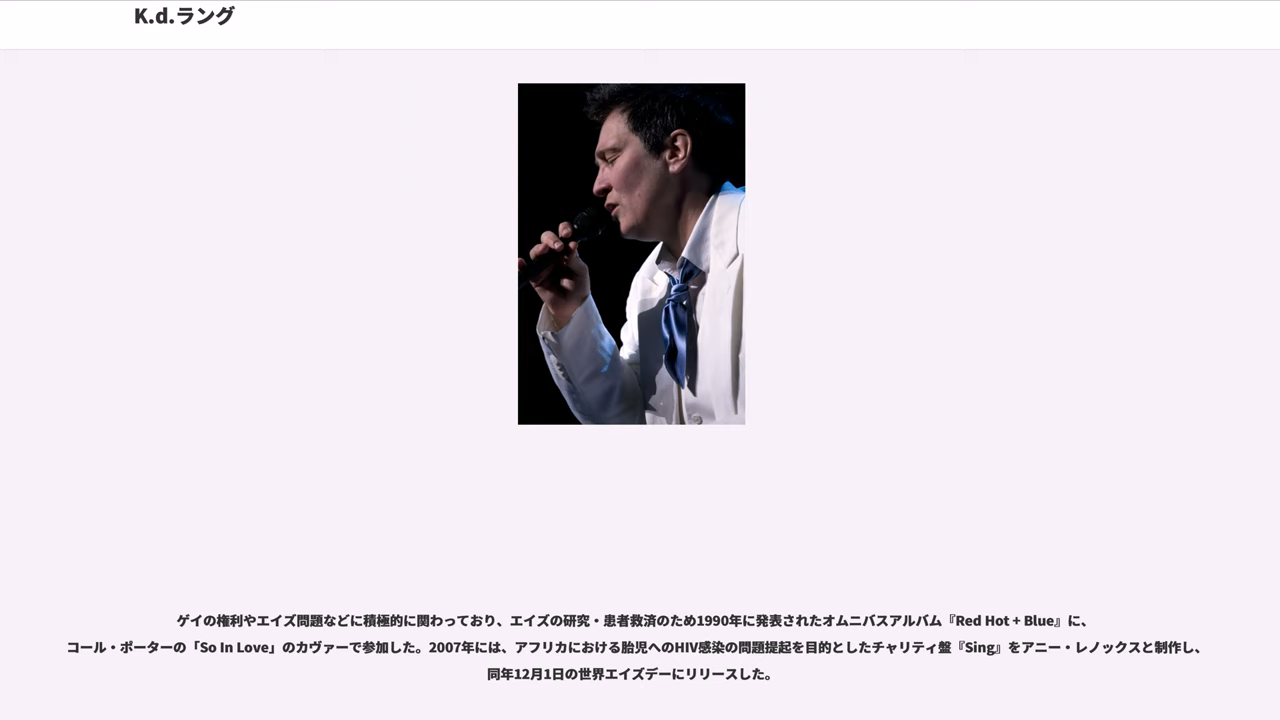 K.d.ラング
ゲイの権利やエイズ問題などに積極的に関わっており、エイズの研究・患者救済のため1990年に発表されたオムニバスアルバム『Red Hot + Blue』に、
コール・ポーターの「So In Love」のカヴァーで参加した。2007年には、アフリカにおける胎児へのHIV感染の問題提起を目的としたチャリティ盤『Sing』をアニー・レノックスと制作し、
同年12月1日の世界エイズデーにリリースした。